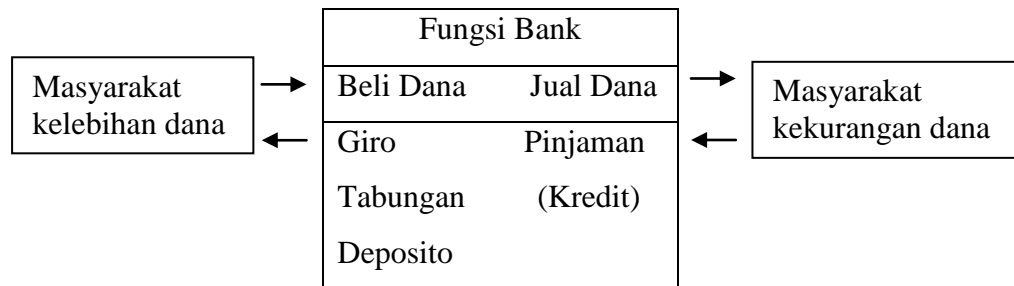 Fungsi Bank
Masyarakat
kelebihan dana
Beli Dana Jual Dana
Masyarakat
kekurangan dana
Giro Pinjaman
Tabungan (Kredit)
Deposito